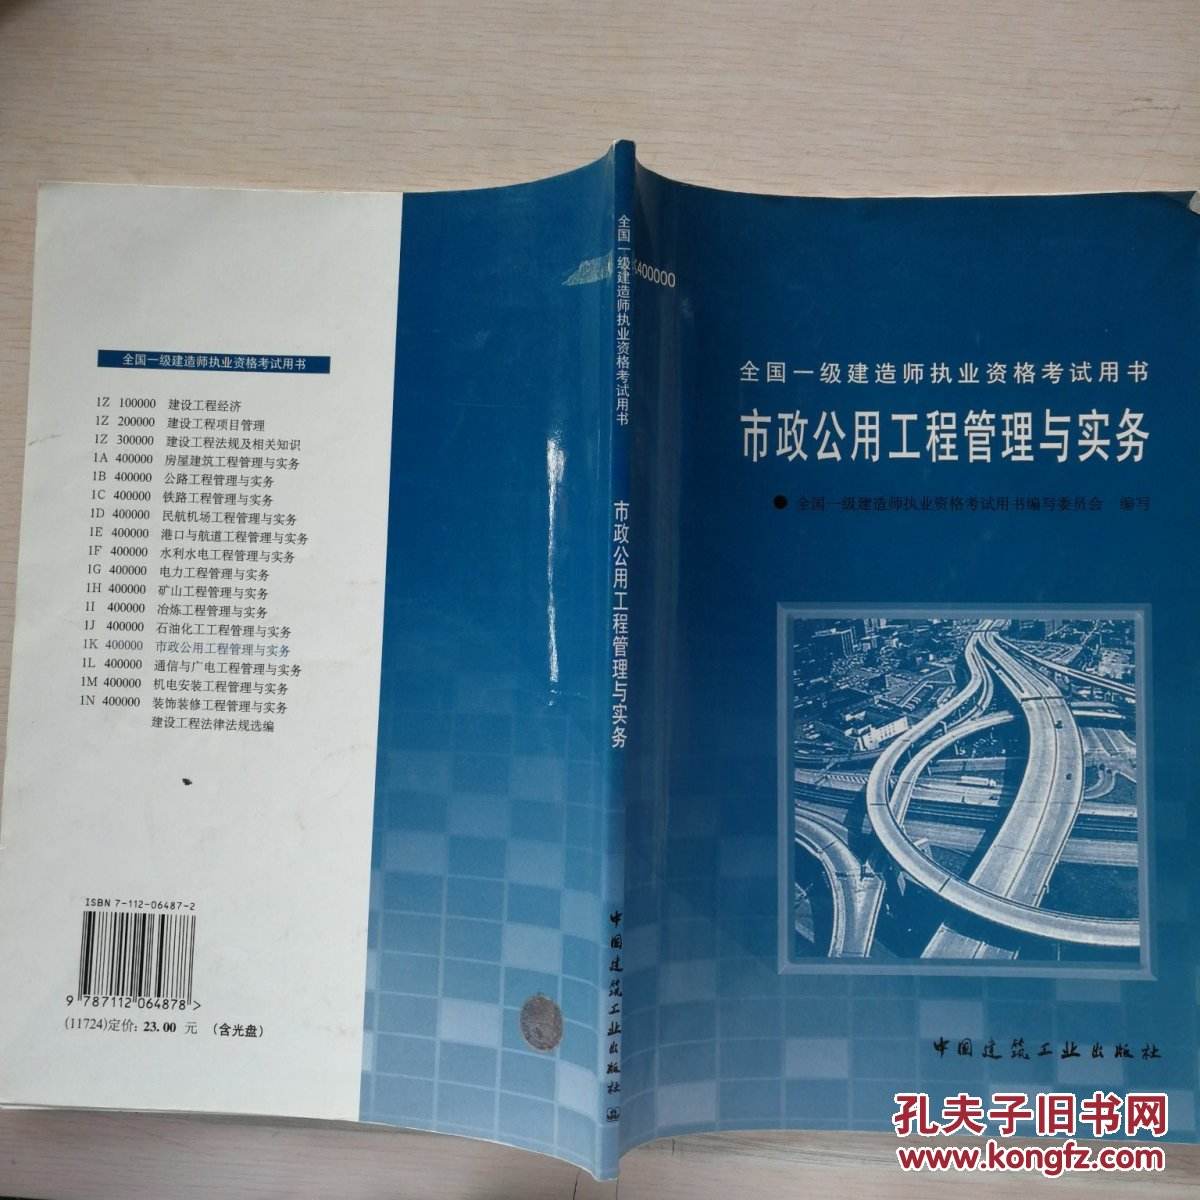 全国一级建造师执业资格考试用书
1Z 100000 建设工程经济
1Z 200000 建设工程项目管理
1Z 300000 建设工程法规及相关知识
1A 400000 房屋建筑工程管理与实务
1B 400000 公路工程管理与实务
1C 400000 铁路工程管理与实务
1D 400000 民航机场工程管理与实务
1E 400000 港口与航道工程管理与实务
1F 400000 水利水电工程管理与实务
1G 400000 电力工程管理与实务
1H 400000 矿山工程管理与实务
1I 400000 冶炼工程管理与实务
1J 400000 石油化工工程管理与实务
1K 400000 市政公用工程管理与实务
1L 400000 通信与广电工程管理与实务
1M 400000 机电安装工程管理与实务
1N 400000 装饰装修工程管理与实务
建设工程法律法规选编
ISBN 7-112-06487-2
9 787112 064878 >
(11724)定价: 23.00 元 (含光盘)
全国一级建造师执业资格考试用书
市政公用工程管理与实务
中国建筑工业出版社
K400000
全国一级建造师执业资格考试用书
市政公用工程管理与实务
● 全国一级建造师执业资格考试用书编写委员会 编写
中国建筑工业出版社
孔夫子旧书网
www.kongfz.com